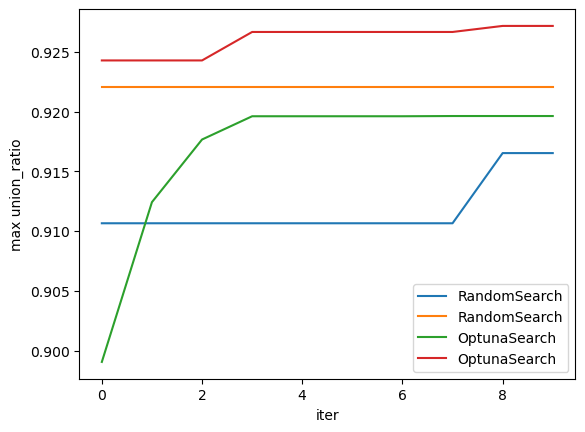 0.925
0.920
0.915
0.910
0.905
0.900
max union_ratio
0 2 4 6 8
iter
RandomSearch
RandomSearch
OptunaSearch
OptunaSearch